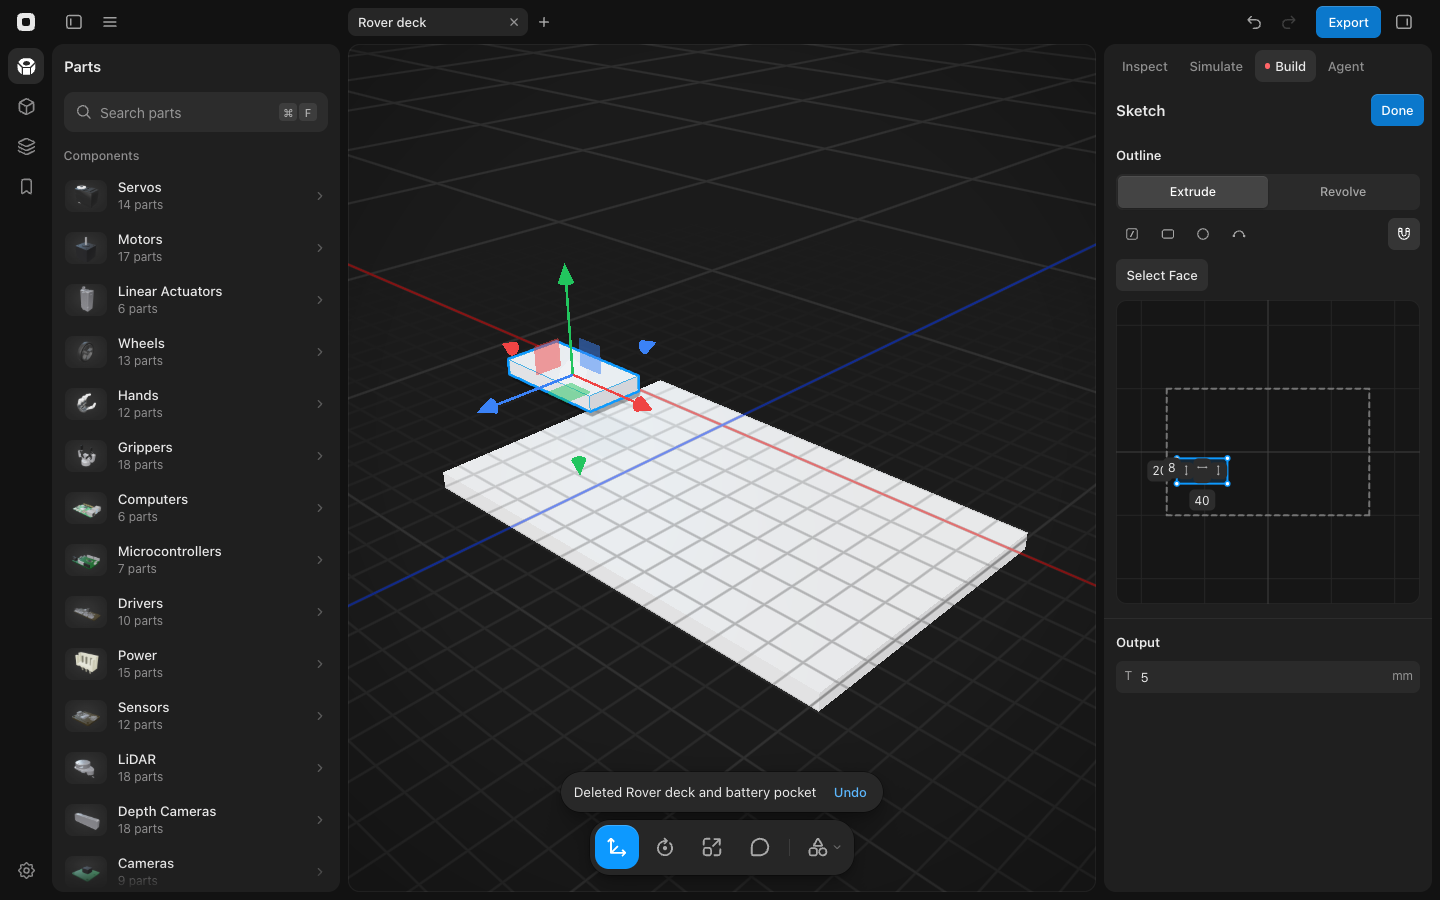 Rover deck
Export
Parts
Search parts
⌘ F
Components
Servos
14 parts
Motors
17 parts
Linear Actuators
6 parts
Wheels
13 parts
Hands
12 parts
Grippers
18 parts
Computers
6 parts
Microcontrollers
7 parts
Drivers
10 parts
Power
15 parts
Sensors
12 parts
LiDAR
18 parts
Depth Cameras
18 parts
Cameras
9 parts
Deleted Rover deck and battery pocket Undo
Inspect Simulate Build Agent
Sketch Done
Outline
Extrude Revolve
Select Face
8
40
Output
T 5 mm